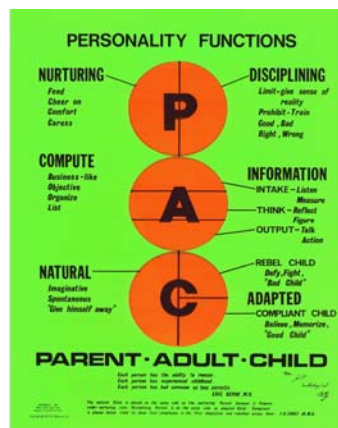 PERSONALITY FUNCTIONS
NURTURING
Feed
Cheer on
Comfort
Caress
DISCIPLINING
Limit-give sense of
reality
Prohibit-Train
Good, Bad
Right, Wrong
P
COMPUTE
Business-like
Objective
Organize
List
INFORMATION
INTAKE-Listen
Measure
THINK-Reflect
Figure
OUTPUT-Talk
Action
A
NATURAL
Imaginative
Spontaneous
"Give himself away"
REBEL CHILD
Defy, Fight,
"Bad Child"
ADAPTED
COMPLIANT CHILD
Believe, Memorize,
"Good Child"
C
PARENT·ADULT·CHILD
Each person has the ability to reason
Each person has experienced childhood
Each person has had someone as two parents
ERIC BERNE, M.D.